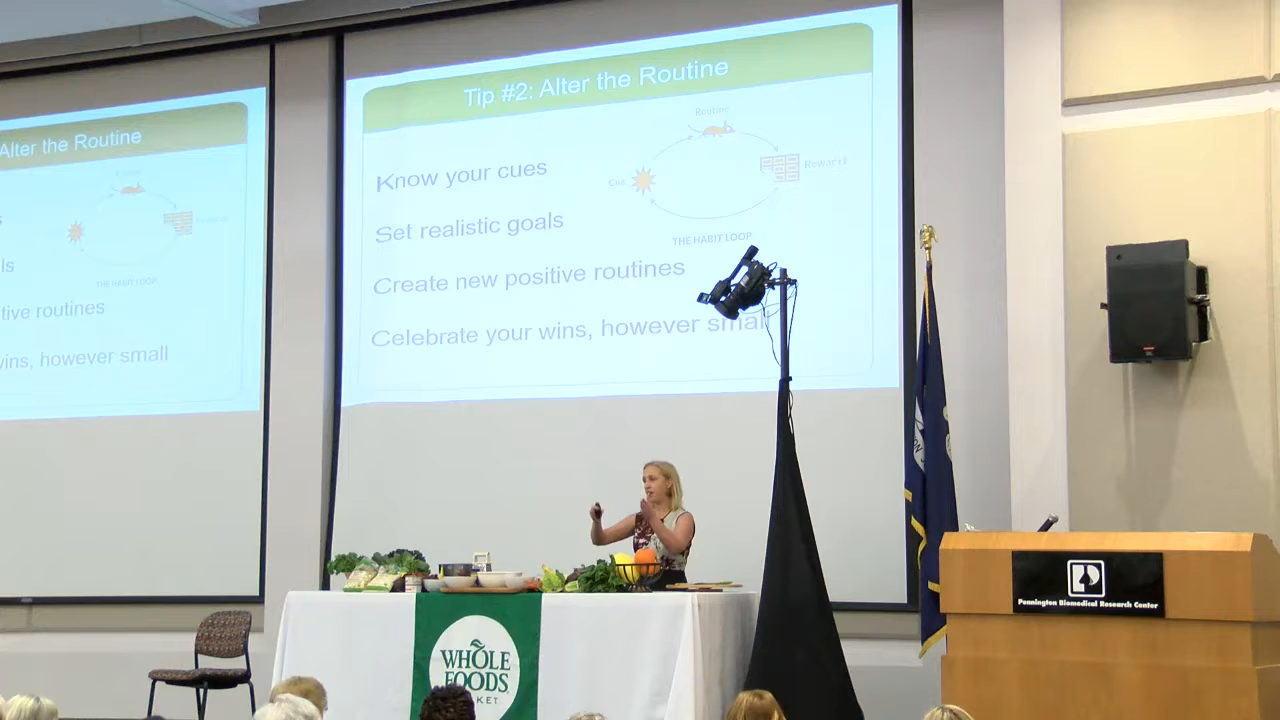 Alter the Routine
THE HABIT LOOP
tive routines
wins, however small
Tip #2: Alter the Routine
Know your cues
Set realistic goals
Create new positive routines
Celebrate your wins, however small
Routine
Cue
Reward
THE HABIT LOOP
WHOLE
FOODS
KET
Pennington Biomedical Research Center